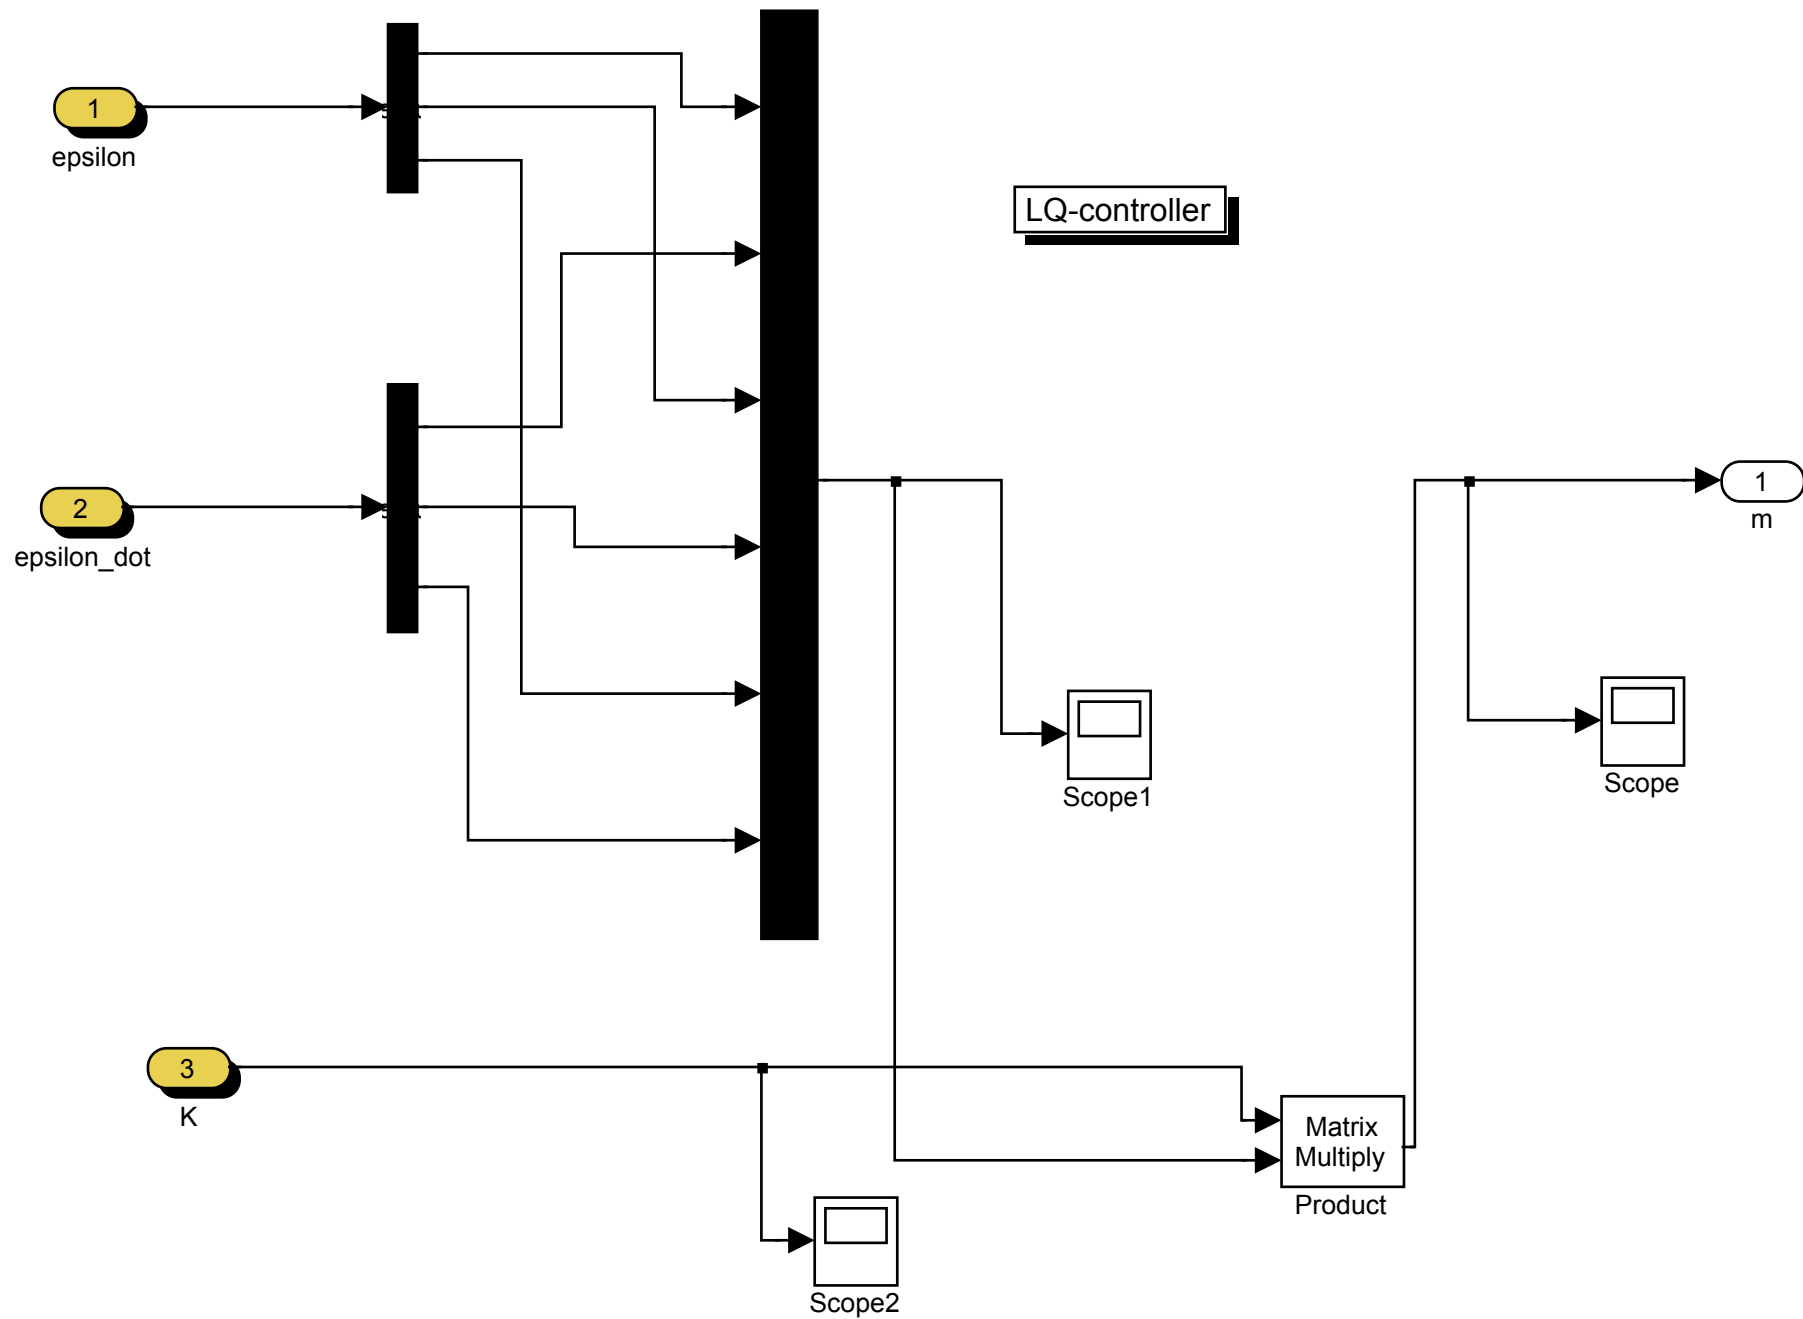 1
epsilon
LQ-controller
2
epsilon_dot
1
m
Scope1
Scope
3
K
Matrix
Multiply
Product
Scope2